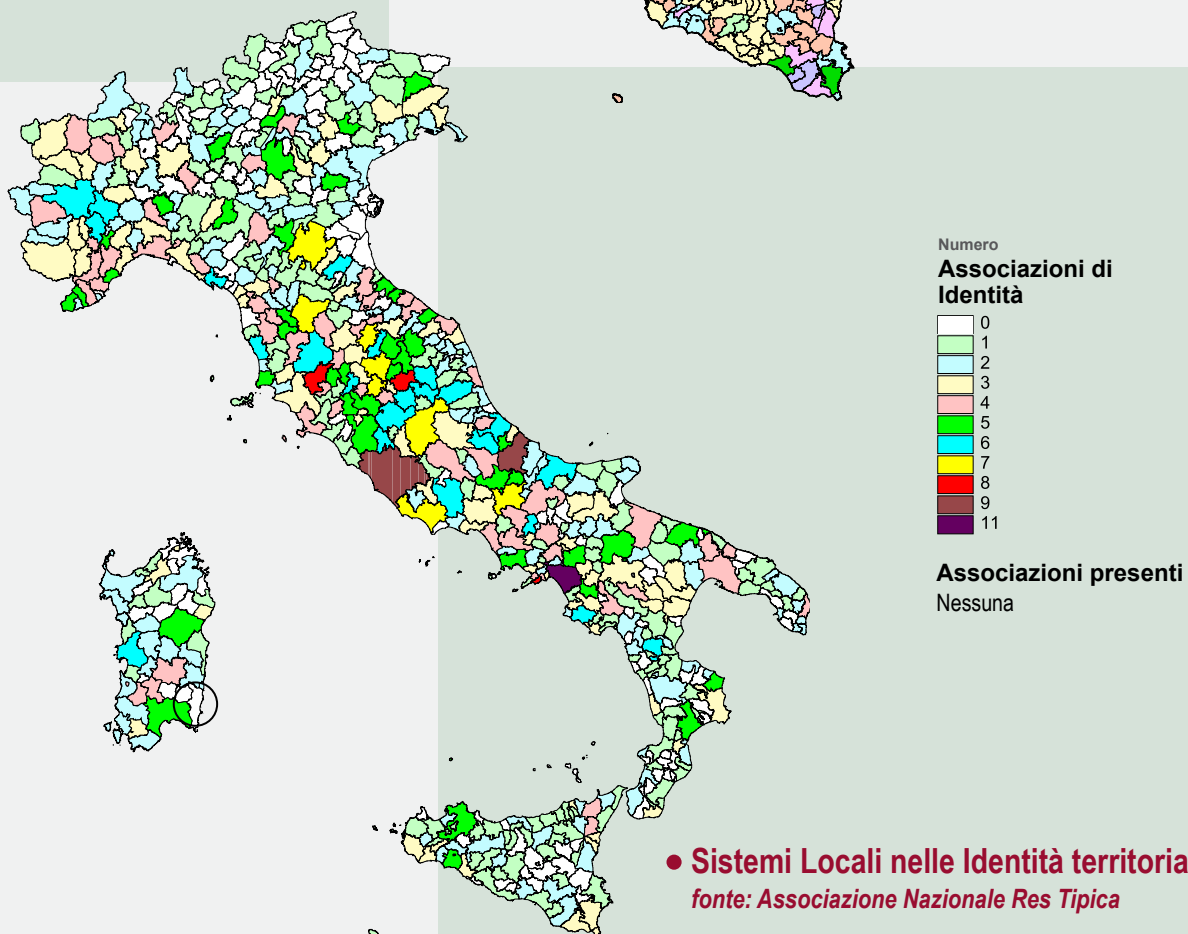 Numero
Associazioni di
Identità
0
1
2
3
4
5
6
7
8
9
11
Associazioni presenti
Nessuna
• Sistemi Locali nelle Identità territoria
fonte: Associazione Nazionale Res Tipica